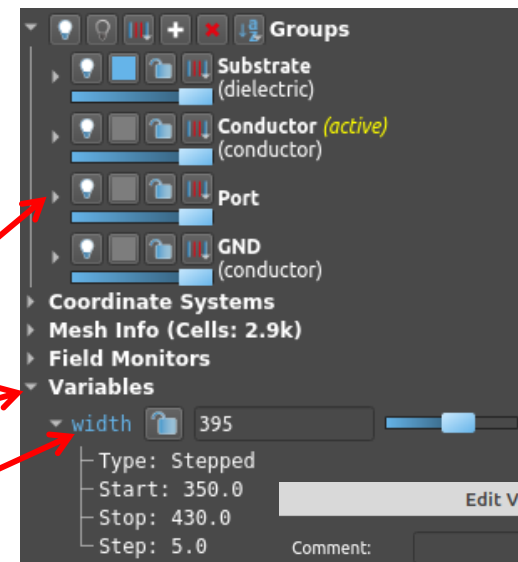 Groups
Substrate
(dielectric)
Conductor (active)
(conductor)
Port
GND
(conductor)
Coordinate Systems
Mesh Info (Cells: 2.9k)
Field Monitors
Variables
width 395
Type: Stepped
Start: 350.0
Stop: 430.0
Step: 5.0
Edit V
Comment: